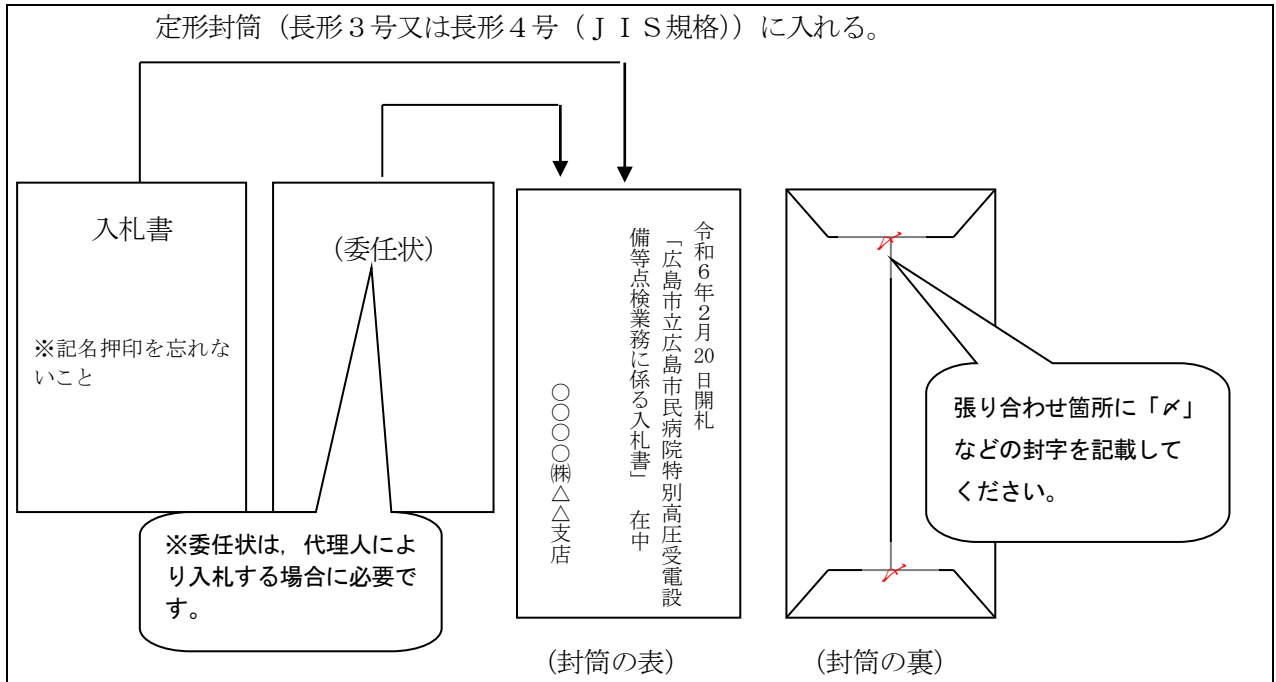 定形封筒（長形３号又は長形４号（ＪＩＳ規格））に入れる。
入札書
※記名押印を忘れな
いこと
（委任状）
※委任状は，代理人によ
り入札する場合に必要で
す。
令和６年２月20日開札
「広島市立広島市民病院特別高圧受電設
備等点検業務に係る入札書」　在中
○○○○㈱△△支店
〆
〆
張り合わせ箇所に「〆」
などの封字を記載して
ください。
（封筒の表）
（封筒の裏）